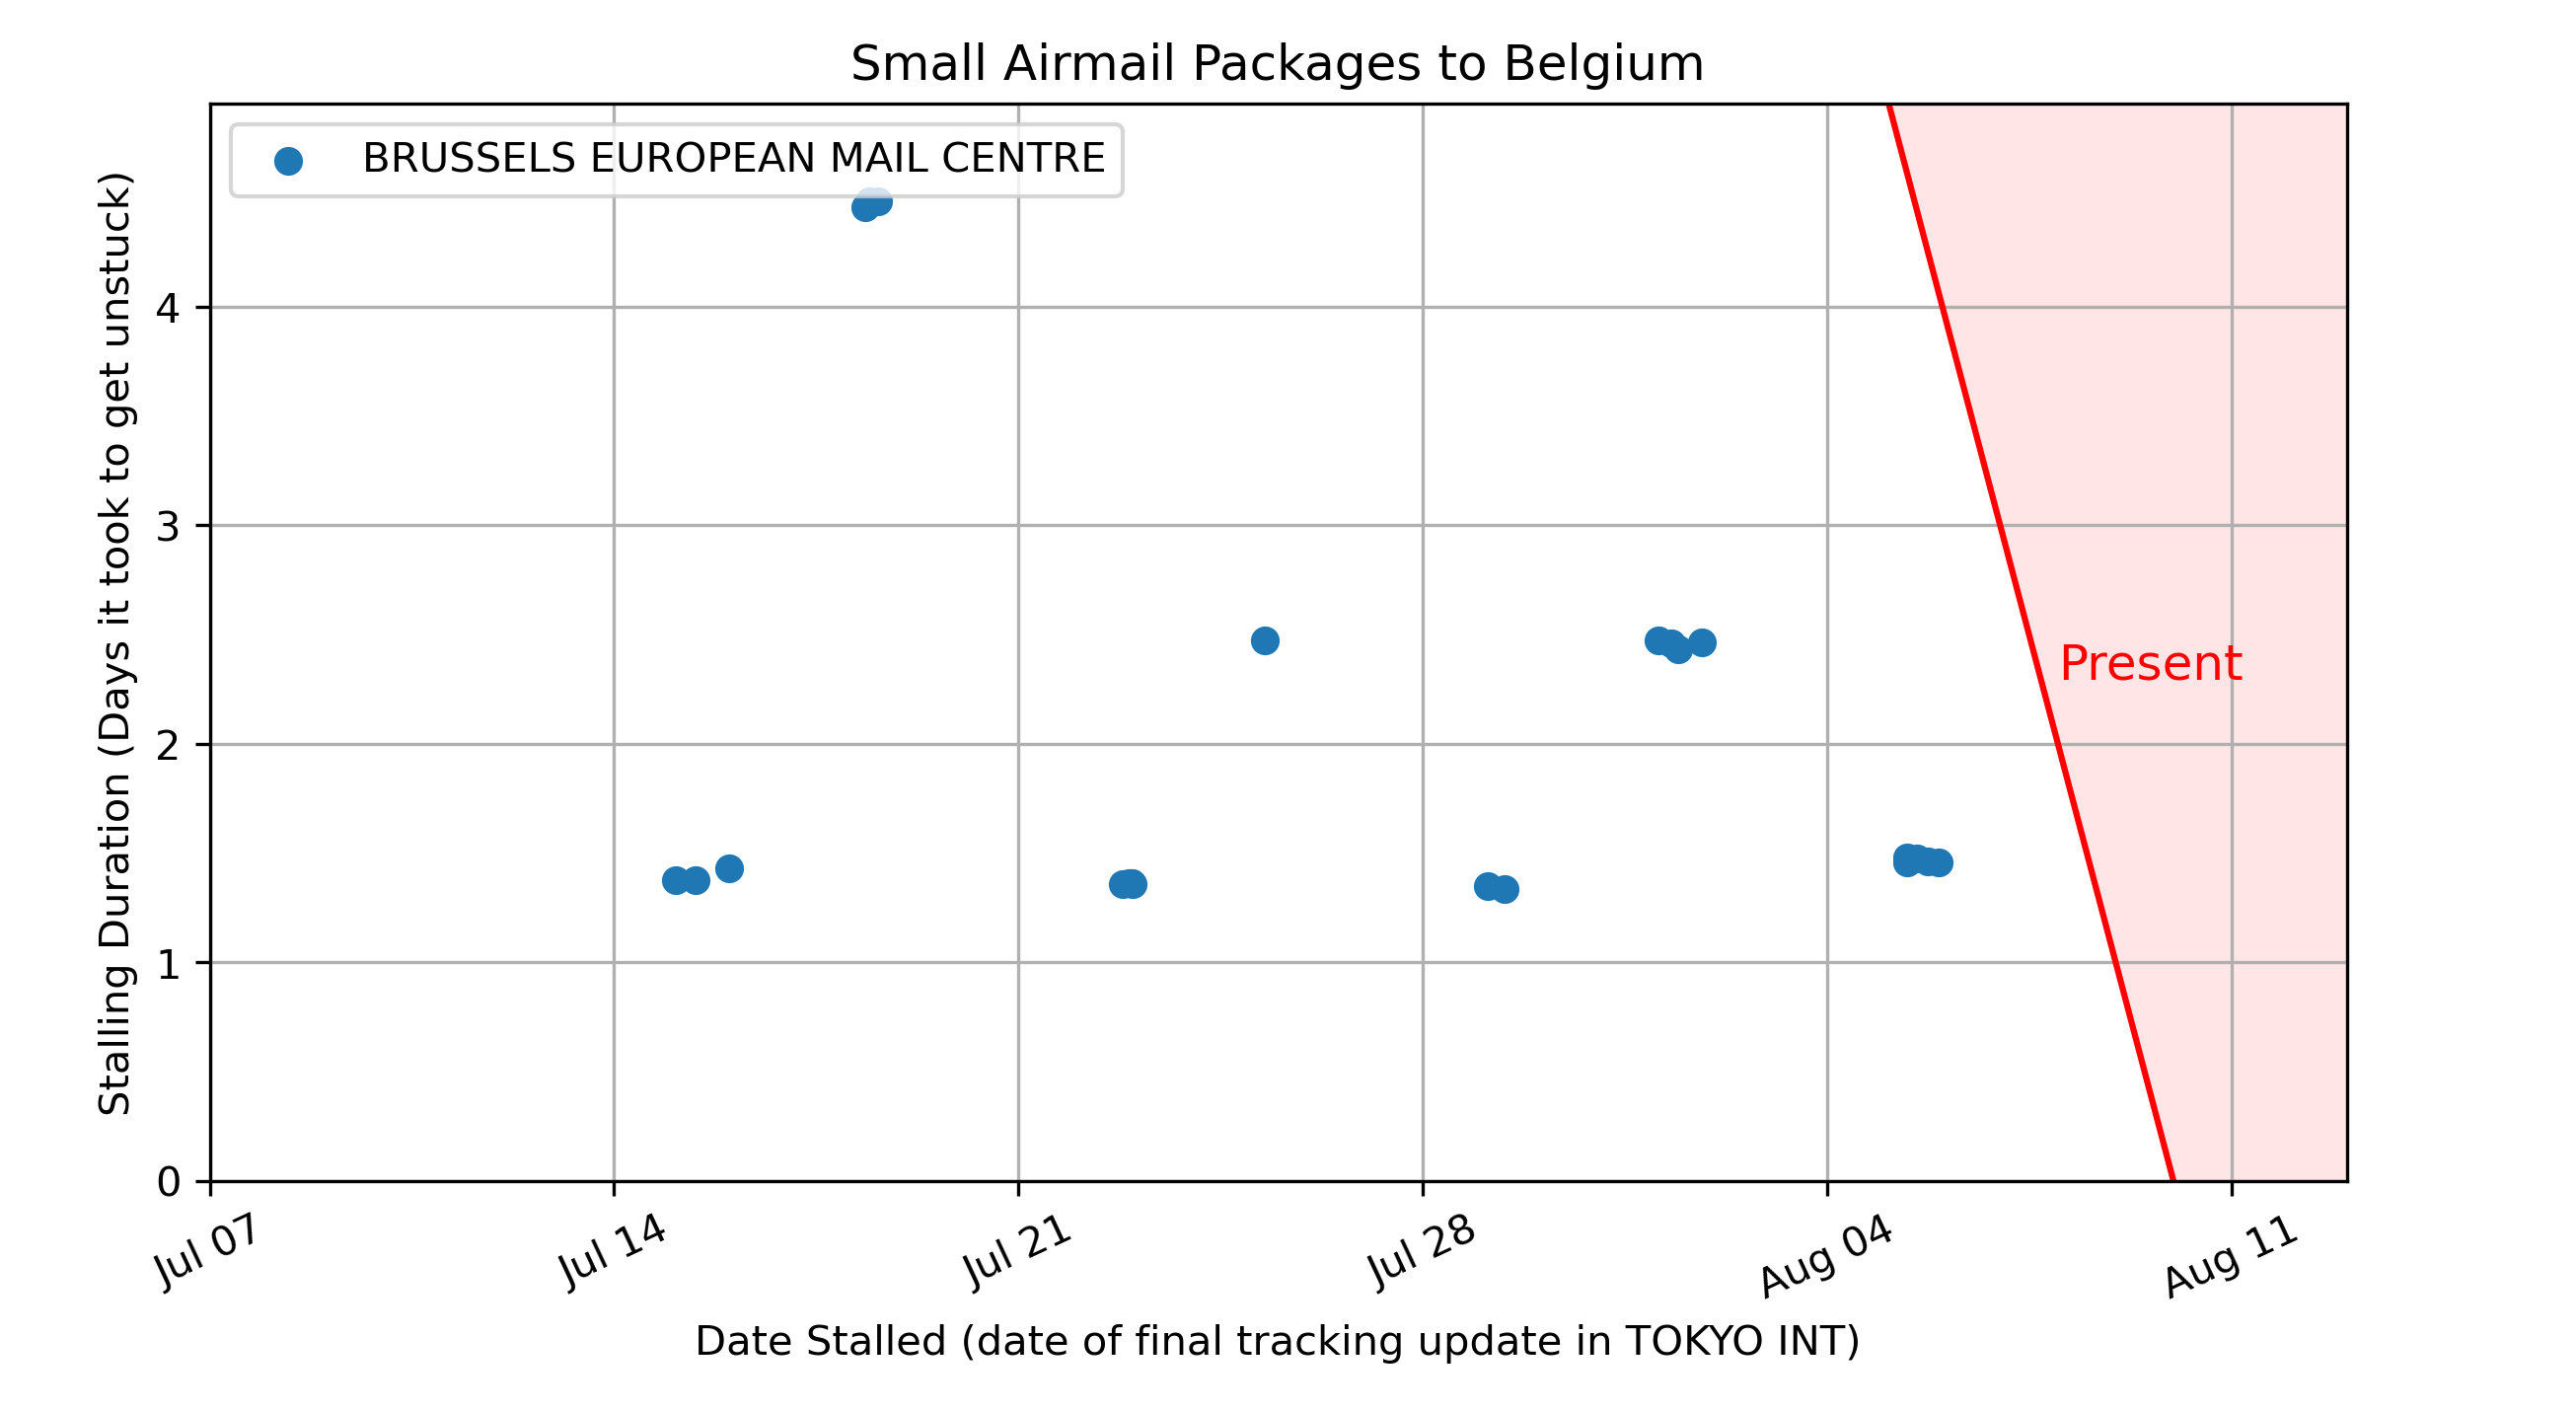 Small Airmail Packages to Belgium
BRUSSELS EUROPEAN MAIL CENTRE
Stalling Duration (Days it took to get unstuck)
4
3
2
1
0
Present
Jul 07
Jul 14
Jul 21
Jul 28
Aug 04
Aug 11
Date Stalled (date of final tracking update in TOKYO INT)